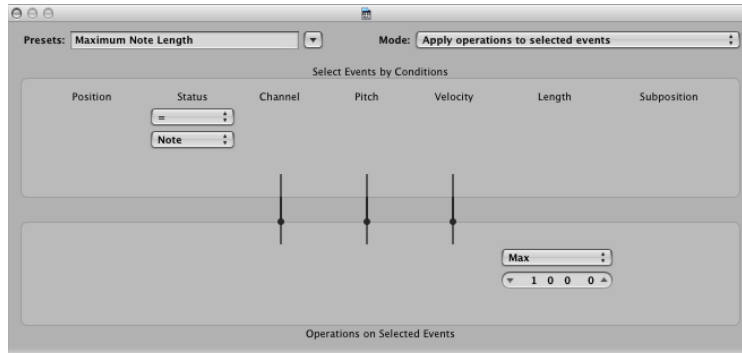 Presets: Maximum Note Length Mode: Apply operations to selected events
Select Events by Conditions
Position Status Channel Pitch Velocity Length Subposition
=
Note
Max
1 0 0 0
Operations on Selected Events